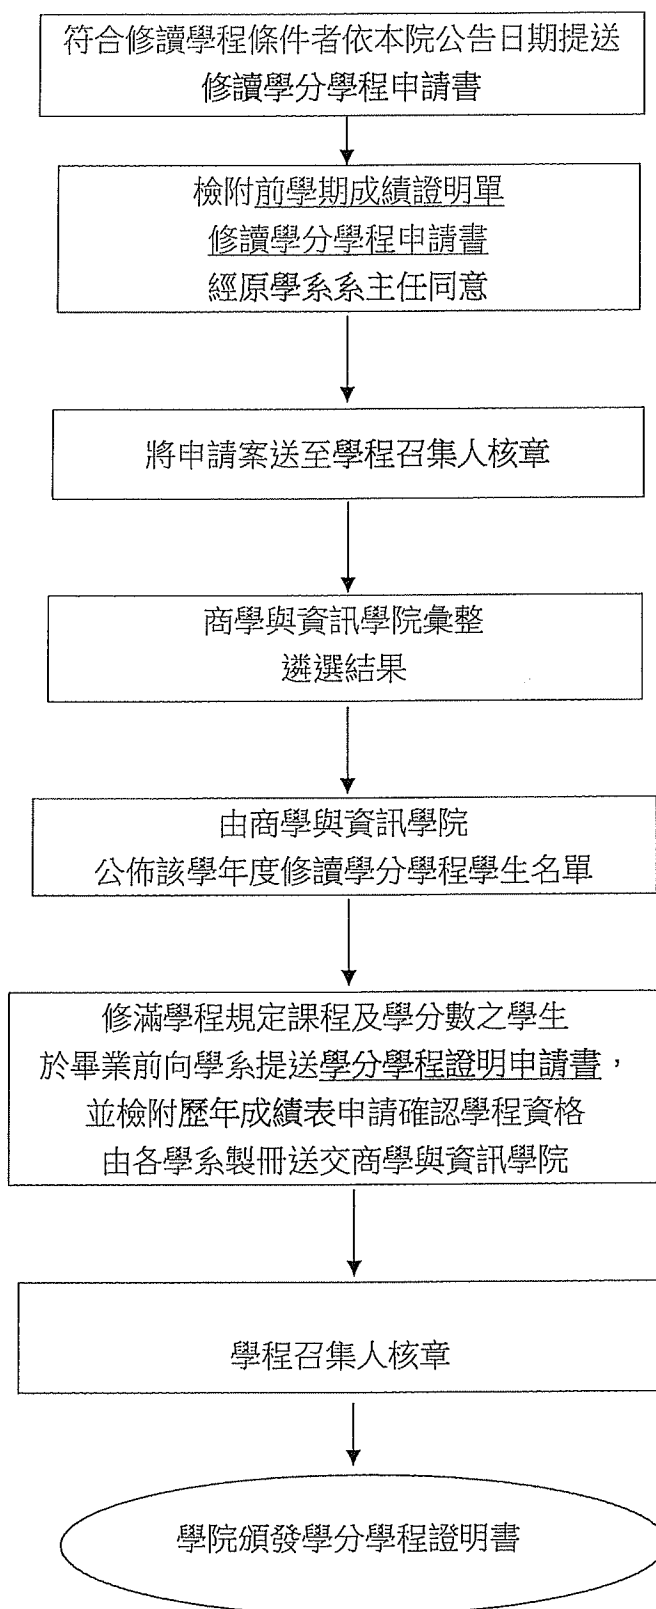 符合修讀學程條件者依本院公告日期提送
修讀學分學程申請書
檢附前學期成績證明單
修讀學分學程申請書
經原學系系主任同意
將申請案送至學程召集人核章
商學與資訊學院彙整
遴選結果
由商學與資訊學院
公佈該學年度修讀學分學程學生名單
修滿學程規定課程及學分數之學生
於畢業前向學系提送學分學程證明申請書，
並檢附歷年成績表申請確認學程資格
由各學系製冊送交商學與資訊學院
學程召集人核章
學院頒發學分學程證明書